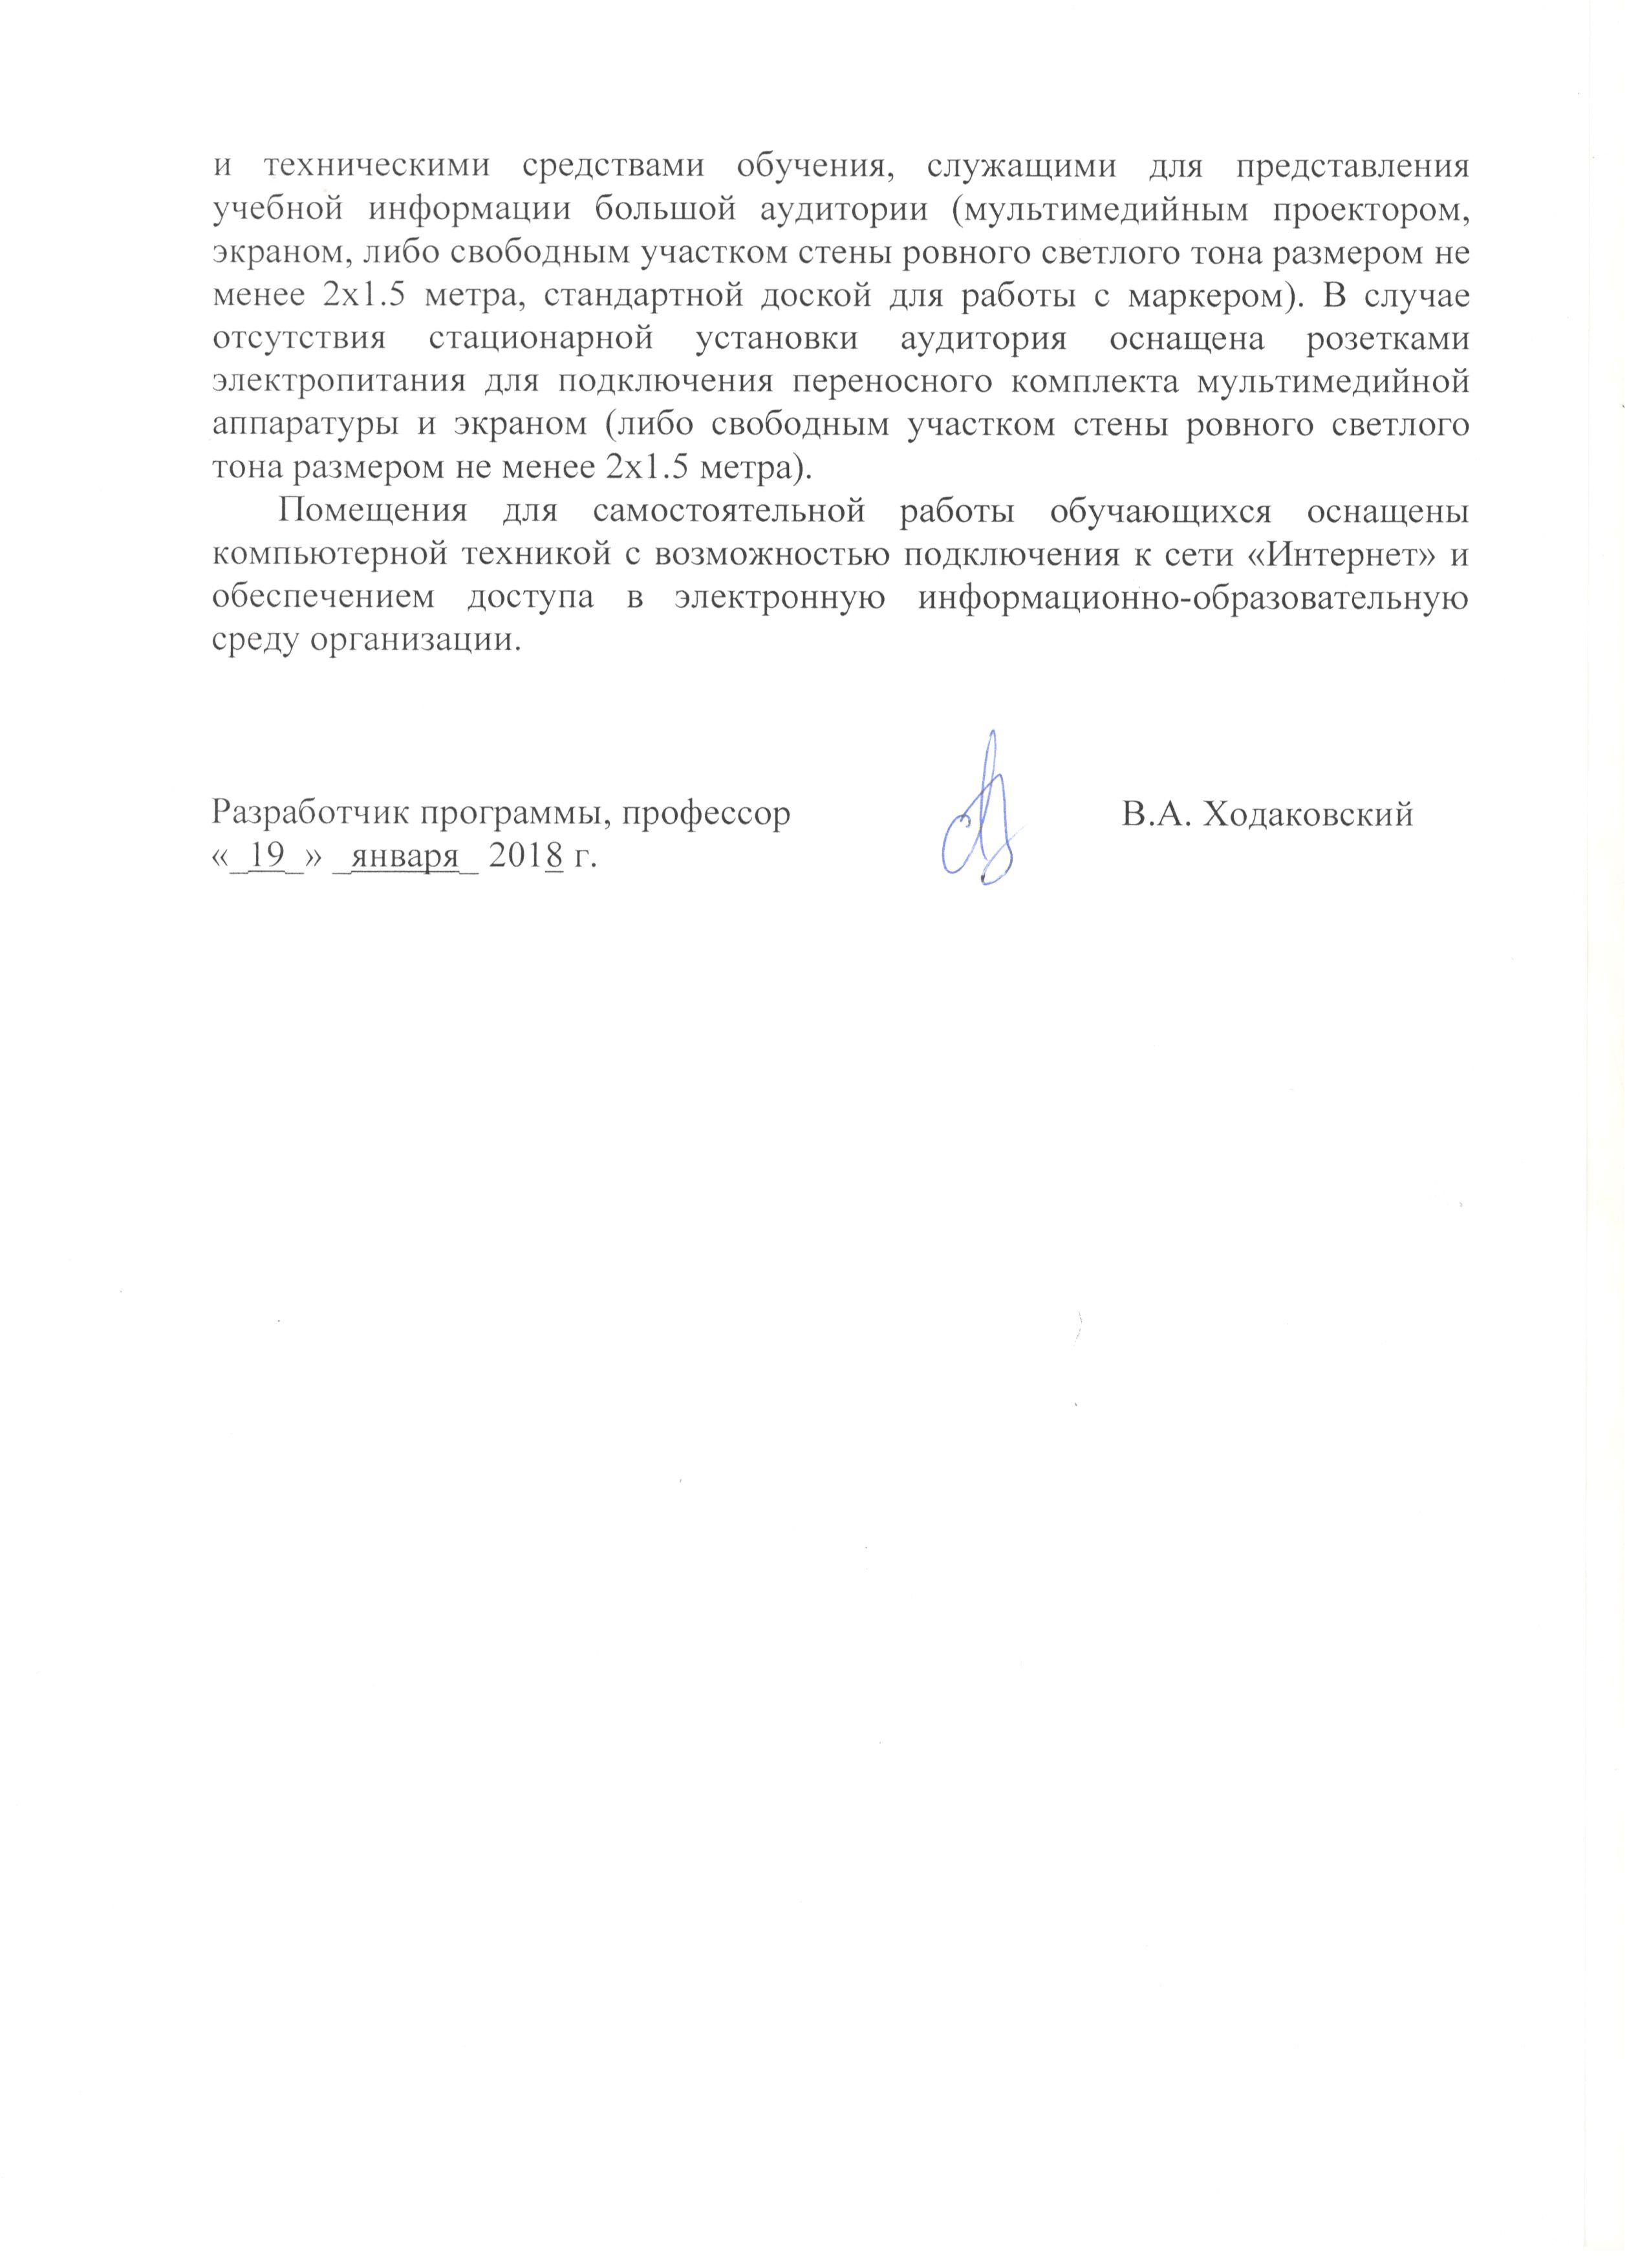 и техническими средствами обучения, служащими для представления
учебной информации большой аудитории (мультимедийным проектором,
экраном, либо свободным участком стены ровного светлого тона размером не
менее 2х1.5 метра, стандартной доской для работы с маркером). В случае
отсутствия стационарной установки аудитория оснащена розетками
электропитания для подключения переносного комплекта мультимедийной
аппаратуры и экраном (либо свободным участком стены ровного светлого
тона размером не менее 2х1.5 метра).
Помещения для самостоятельной работы обучающихся оснащены
компьютерной техникой с возможностью подключения к сети «Интернет» и
обеспечением доступа в электронную информационно-образовательную
среду организации.
Разработчик программы, профессор В.А. Ходаковский
«_19_» _января_ 2018 г.